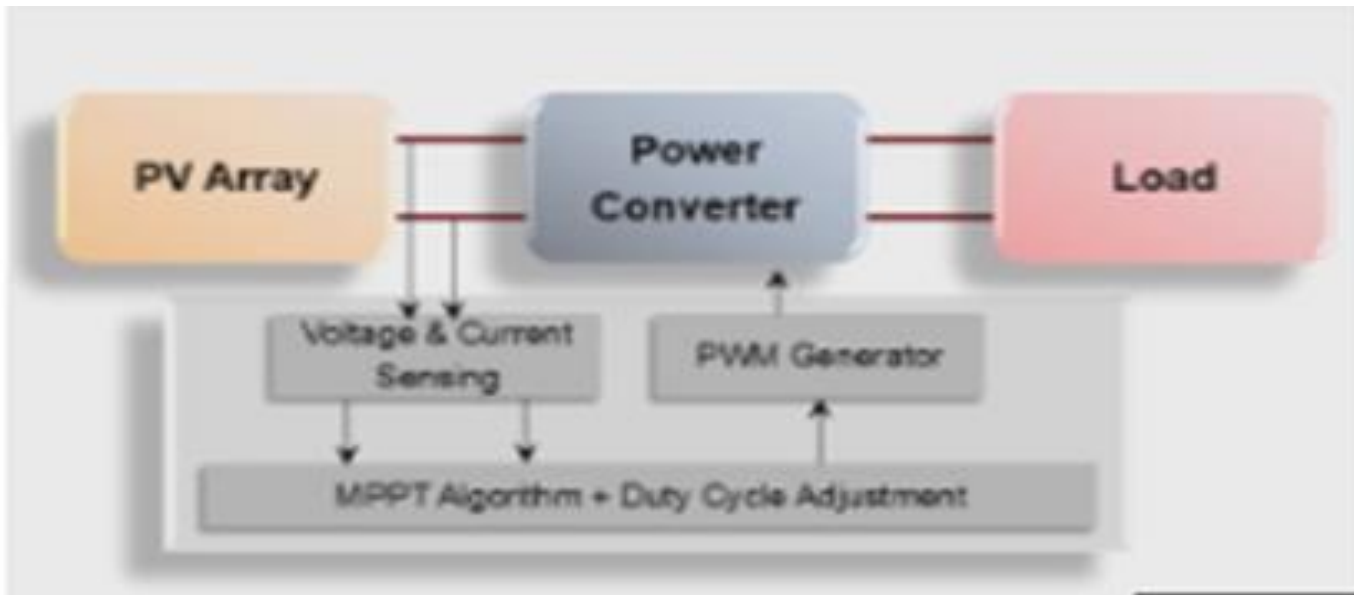 PV Array
Power
Converter
Load
Voltage & Current
Sensing
PWM Generator
MPPT Algorithm + Duty Cycle Adjustment